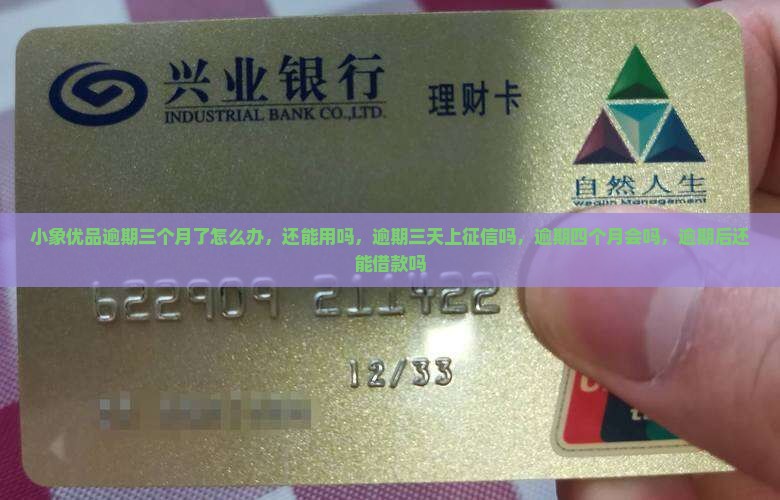 兴业银行
INDUSTRIAL BANK CO.,LTD.
理财卡
自然人生
Wealth Management
小象优品逾期三个月了怎么办，还能用吗，逾期三天上征信吗，逾期四个月会吗，逾期后还
能借款吗
622909 211422
12/33